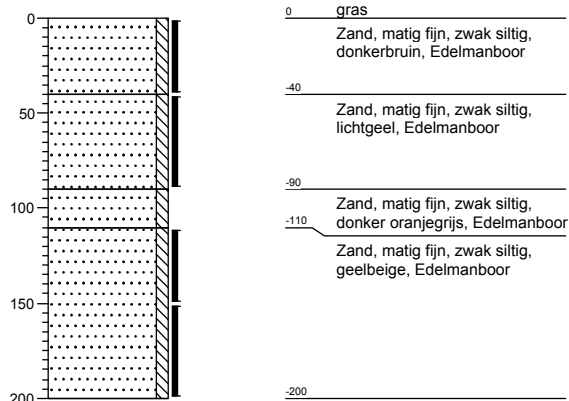 0
50
100
150
200
0 gras
Zand, matig fijn, zwak siltig,
donkerbruin, Edelmanboor
-40
Zand, matig fijn, zwak siltig,
lichtgeel, Edelmanboor
-90
Zand, matig fijn, zwak siltig,
donker oranjegrijs, Edelmanboor
-110
Zand, matig fijn, zwak siltig,
geelbeige, Edelmanboor
-200